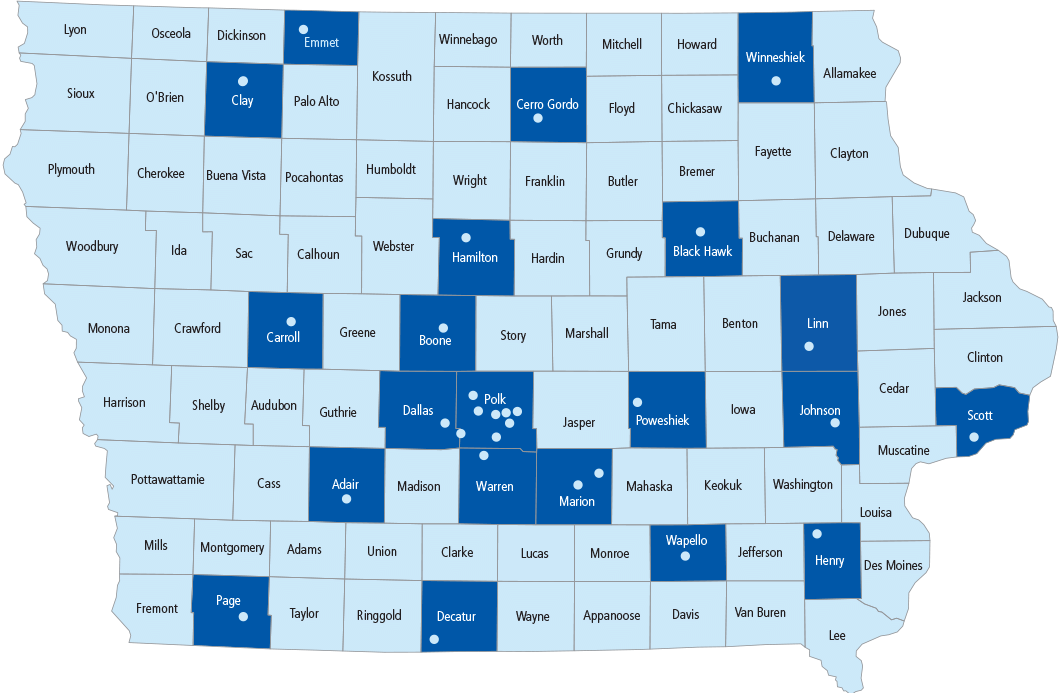 Lyon
Osceola
Dickinson
Emmet
Kossuth
Winnebago
Worth
Mitchell
Howard
Winneshiek
Allamakee
Sioux
O'Brien
Clay
Palo Alto
Hancock
Cerro Gordo
Floyd
Chickasaw
Fayette
Clayton
Plymouth
Cherokee
Buena Vista
Pocahontas
Humboldt
Wright
Franklin
Butler
Bremer
Woodbury
Ida
Sac
Calhoun
Webster
Hamilton
Hardin
Grundy
Black Hawk
Buchanan
Delaware
Dubuque
Monona
Crawford
Carroll
Greene
Boone
Story
Marshall
Tama
Benton
Linn
Jones
Jackson
Clinton
Harrison
Shelby
Audubon
Guthrie
Dallas
Polk
Jasper
Poweshiek
Iowa
Johnson
Cedar
Scott
Muscatine
Pottawattamie
Cass
Adair
Madison
Warren
Marion
Mahaska
Keokuk
Washington
Louisa
Mills
Montgomery
Adams
Union
Clarke
Lucas
Monroe
Wapello
Jefferson
Henry
Des Moines
Fremont
Page
Taylor
Ringgold
Decatur
Wayne
Appanoose
Davis
Van Buren
Lee